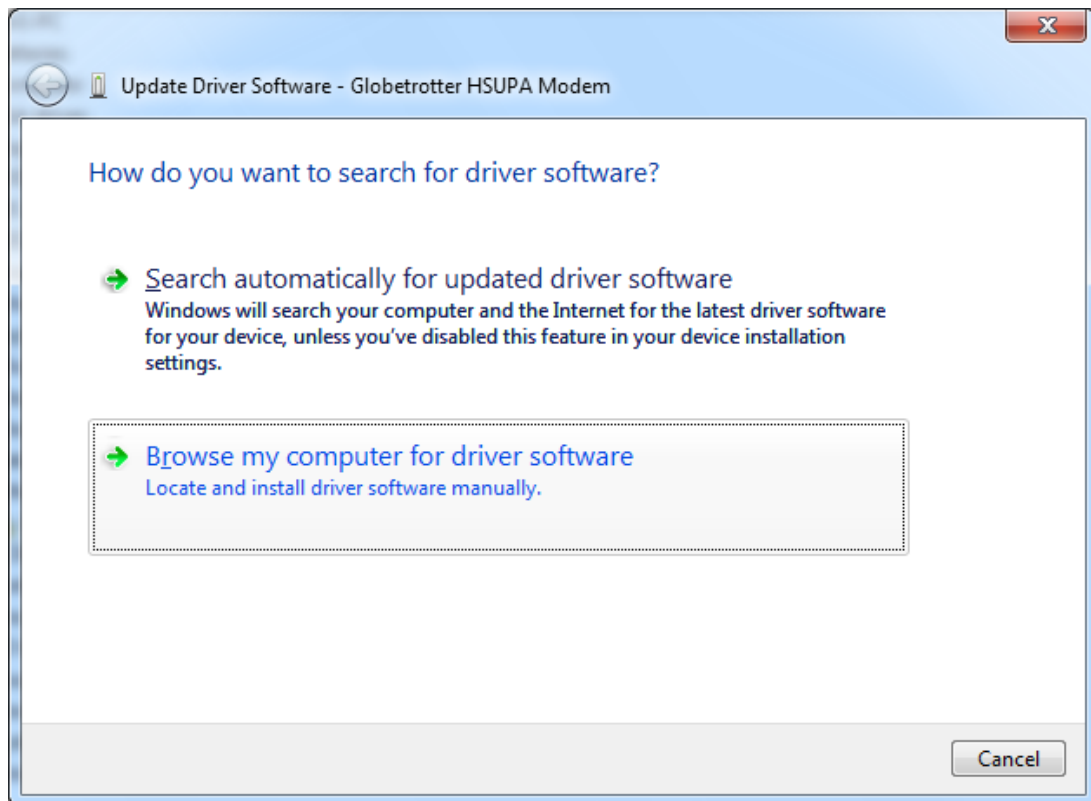 Update Driver Software - Globetrotter HSUPA Modem
How do you want to search for driver software?
Search automatically for updated driver software
Windows will search your computer and the Internet for the latest driver software
for your device, unless you've disabled this feature in your device installation
settings.
Browse my computer for driver software
Locate and install driver software manually.
Cancel